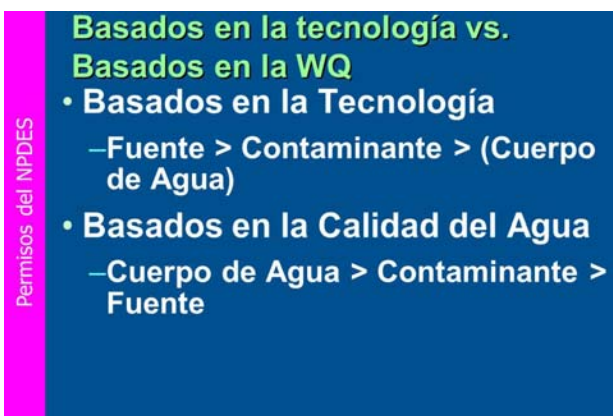 Basados en la tecnología vs.
Basados en la WQ
• Basados en la Tecnología
–Fuente > Contaminante > (Cuerpo
de Agua)
• Basados en la Calidad del Agua
–Cuerpo de Agua > Contaminante >
Fuente
Permisos del NPDES